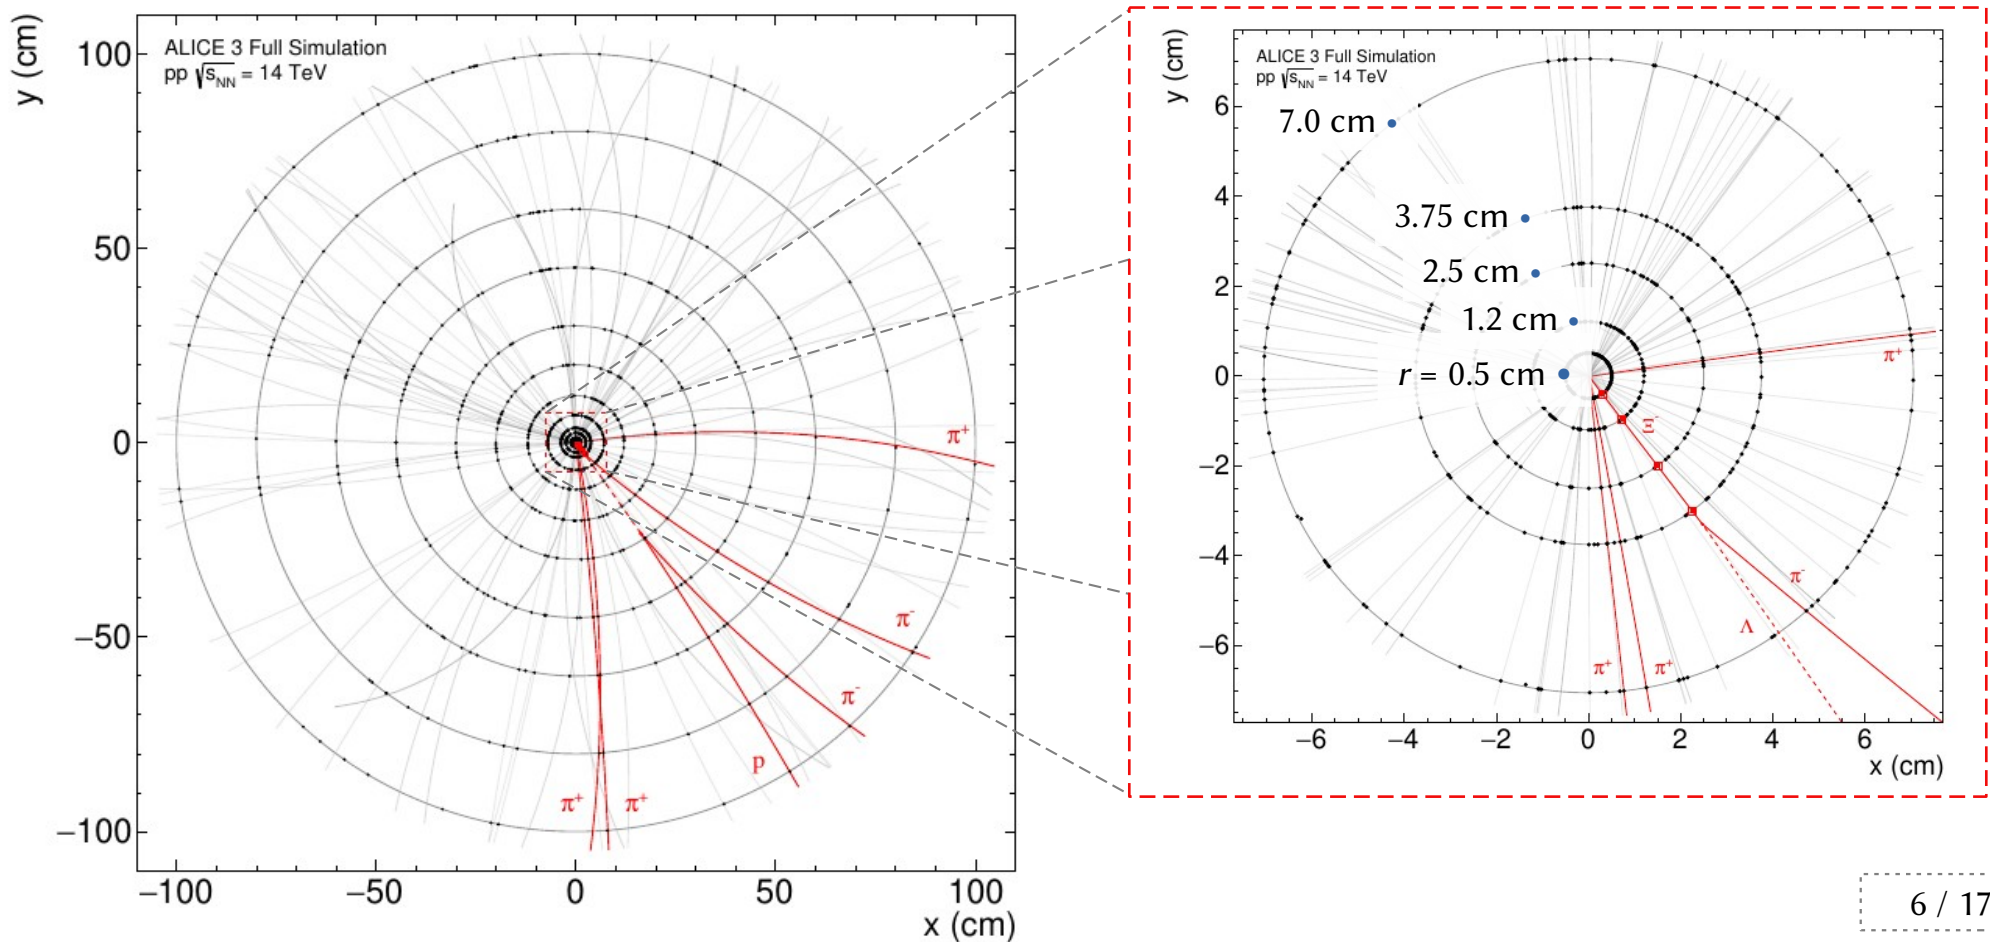 ALICE 3 Full Simulation
pp √s_NN = 14 TeV
y (cm)
100
50
0
−50
−100
−100
−50
0
50
100
x (cm)
π⁺
π⁻
π⁻
p
π⁺
π⁺
ALICE 3 Full Simulation
pp √s_NN = 14 TeV
y (cm)
6
4
2
0
−2
−4
−6
−6
−4
−2
0
2
4
6
x (cm)
7.0 cm
3.75 cm
2.5 cm
1.2 cm
r = 0.5 cm
π⁺
Ξ⁻
π⁻
Λ
π⁺
π⁺
6 / 17